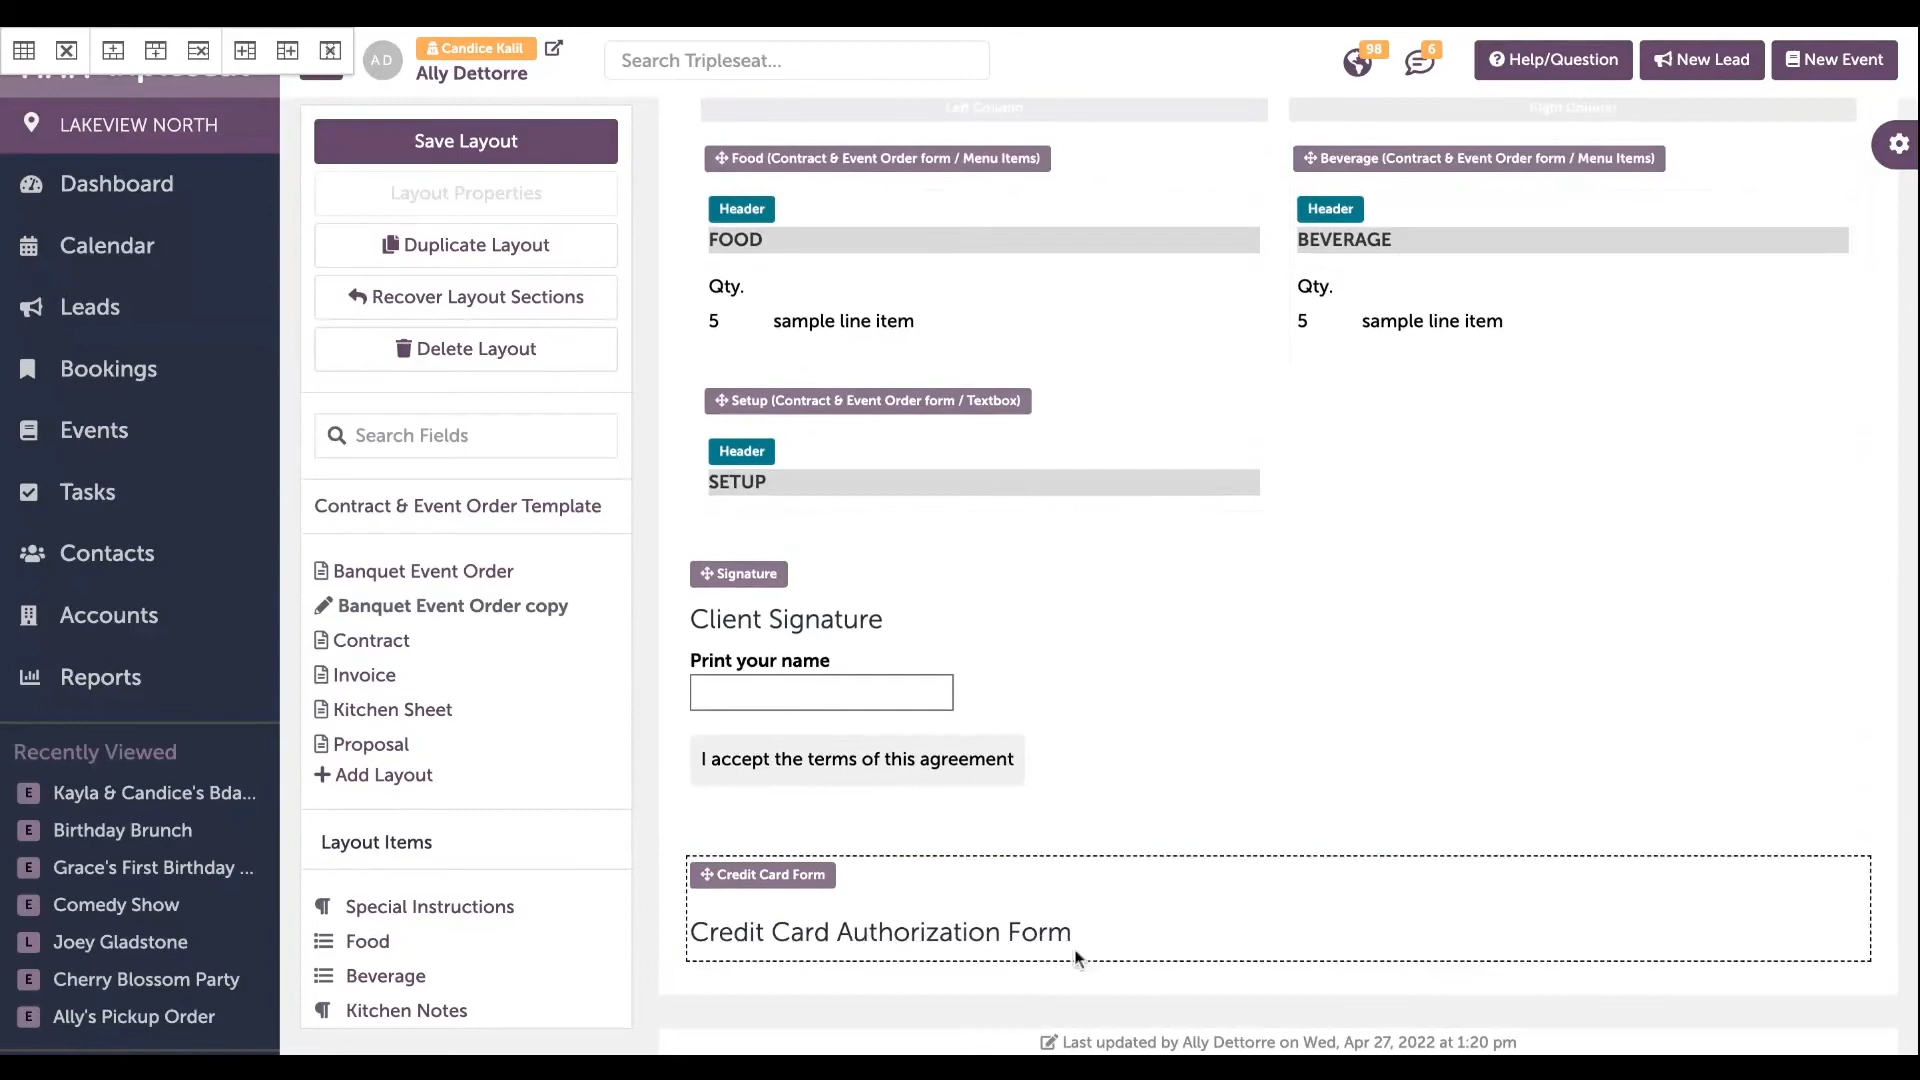 AD
Candice Kalil
Ally Dettorre
Search Tripleseat...
98
6
Help/Question
New Lead
New Event
LAKEVIEW NORTH
Dashboard
Calendar
Leads
Bookings
Events
Tasks
Contacts
Accounts
Reports
Recently Viewed
E Kayla & Candice's Bda...
E Birthday Brunch
E Grace's First Birthday ...
E Comedy Show
L Joey Gladstone
E Cherry Blossom Party
E Ally's Pickup Order
Save Layout
Layout Properties
Duplicate Layout
Recover Layout Sections
Delete Layout
Search Fields
Contract & Event Order Template
Banquet Event Order
Banquet Event Order copy
Contract
Invoice
Kitchen Sheet
Proposal
Add Layout
Layout Items
Special Instructions
Food
Beverage
Kitchen Notes
Left Column
Food (Contract & Event Order form / Menu Items)
Header
FOOD
Qty.
5 sample line item
Setup (Contract & Event Order form / Textbox)
Header
SETUP
Right Column
Beverage (Contract & Event Order form / Menu Items)
Header
BEVERAGE
Qty.
5 sample line item
Signature
Client Signature
Print your name
I accept the terms of this agreement
Credit Card Form
Credit Card Authorization Form
Last updated by Ally Dettorre on Wed, Apr 27, 2022 at 1:20 pm